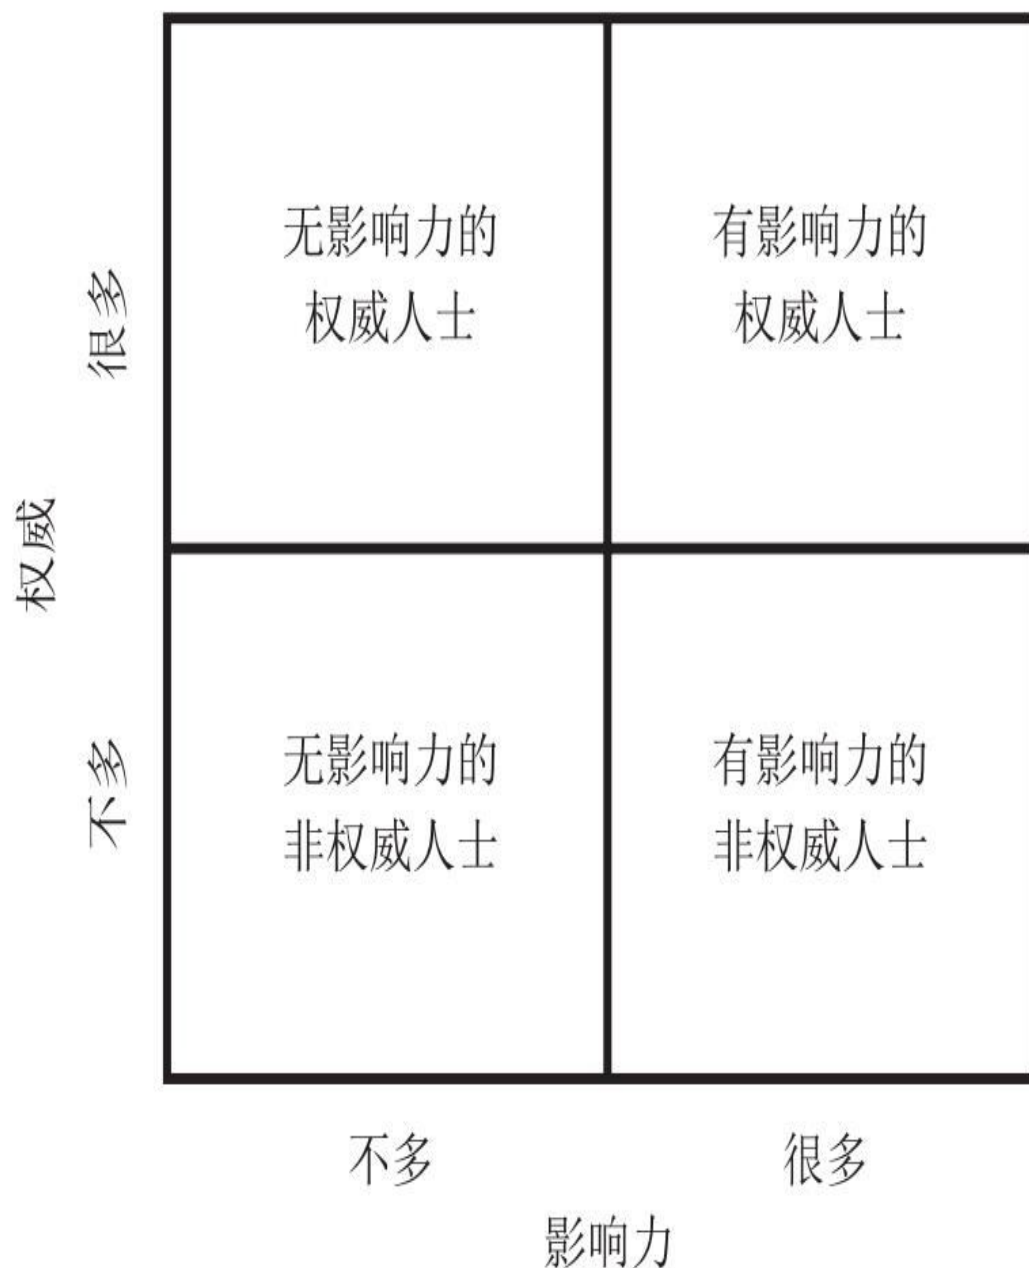 很多
无影响力的
权威人士
有影响力的
权威人士
权威
不多
无影响力的
非权威人士
有影响力的
非权威人士
不多
很多
影响力